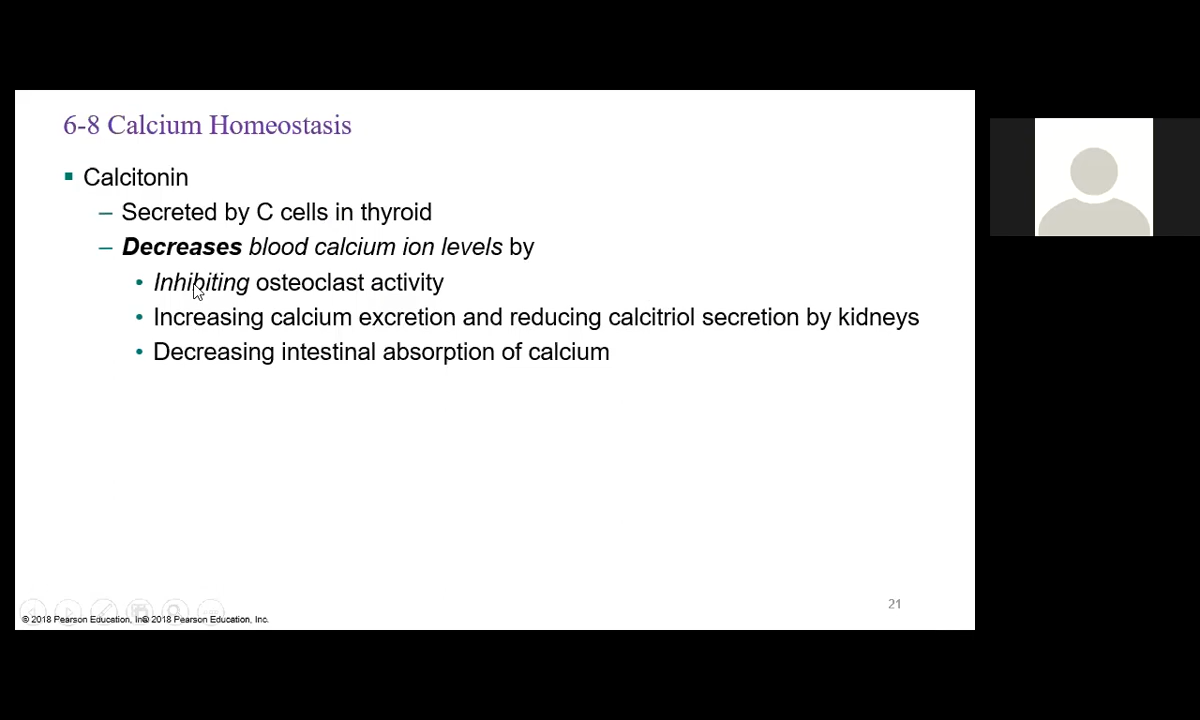 6-8 Calcium Homeostasis
▪ Calcitonin
– Secreted by C cells in thyroid
– Decreases blood calcium ion levels by
• Inhibiting osteoclast activity
• Increasing calcium excretion and reducing calcitriol secretion by kidneys
• Decreasing intestinal absorption of calcium
21
© 2018 Pearson Education, Inc. © 2018 Pearson Education, Inc.